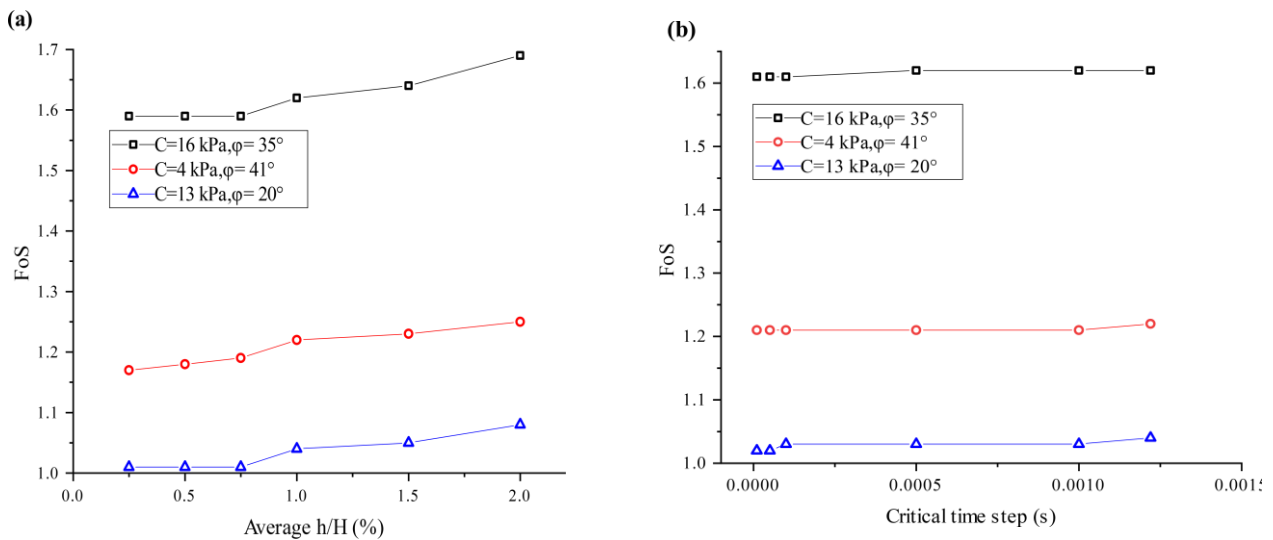 (a)
1.7
1.6
1.5
1.4
1.3
1.2
1.1
1.0
FoS
C=16 kPa,φ= 35°
C=4 kPa,φ= 41°
C=13 kPa,φ= 20°
0.0 0.5 1.0 1.5 2.0
Average h/H (%)
(b)
1.6
1.5
1.4
1.3
1.2
1.1
1.0
FoS
C=16 kPa,φ= 35°
C=4 kPa,φ= 41°
C=13 kPa,φ= 20°
0.0000 0.0005 0.0010 0.0015
Critical time step (s)